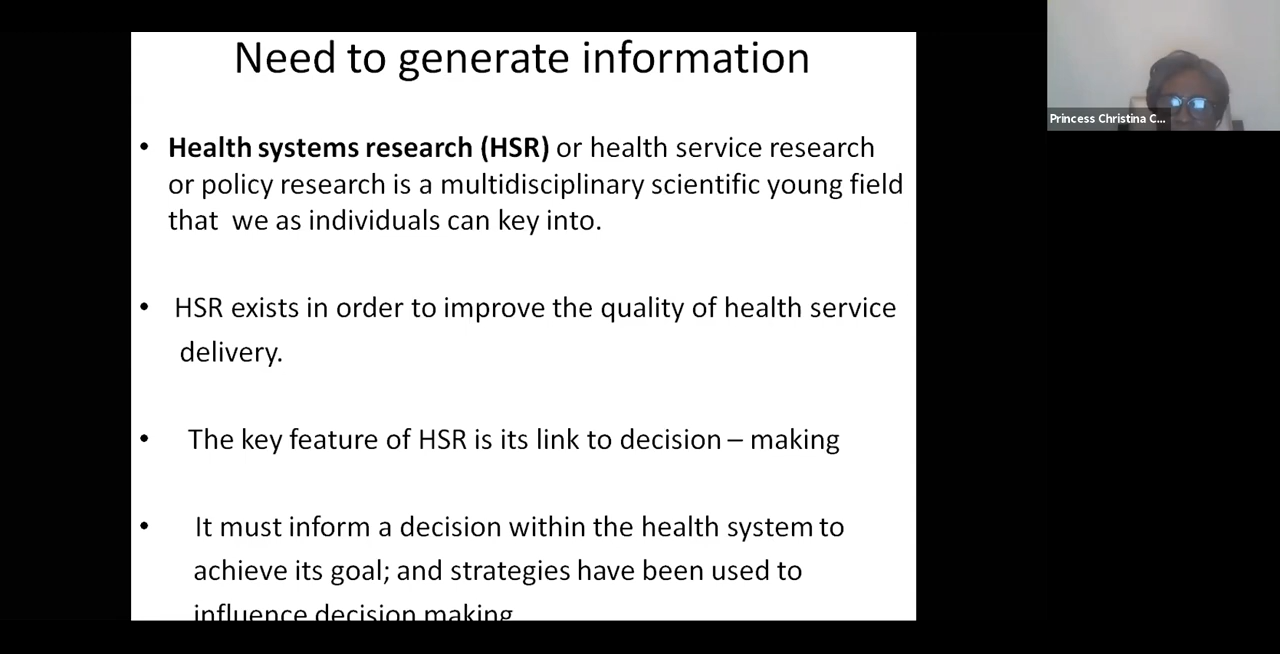 Need to generate information
• Health systems research (HSR) or health service research
or policy research is a multidisciplinary scientific young field
that we as individuals can key into.
• HSR exists in order to improve the quality of health service
delivery.
• The key feature of HSR is its link to decision – making
• It must inform a decision within the health system to
achieve its goal; and strategies have been used to
influence decision making
Princess Christina C...